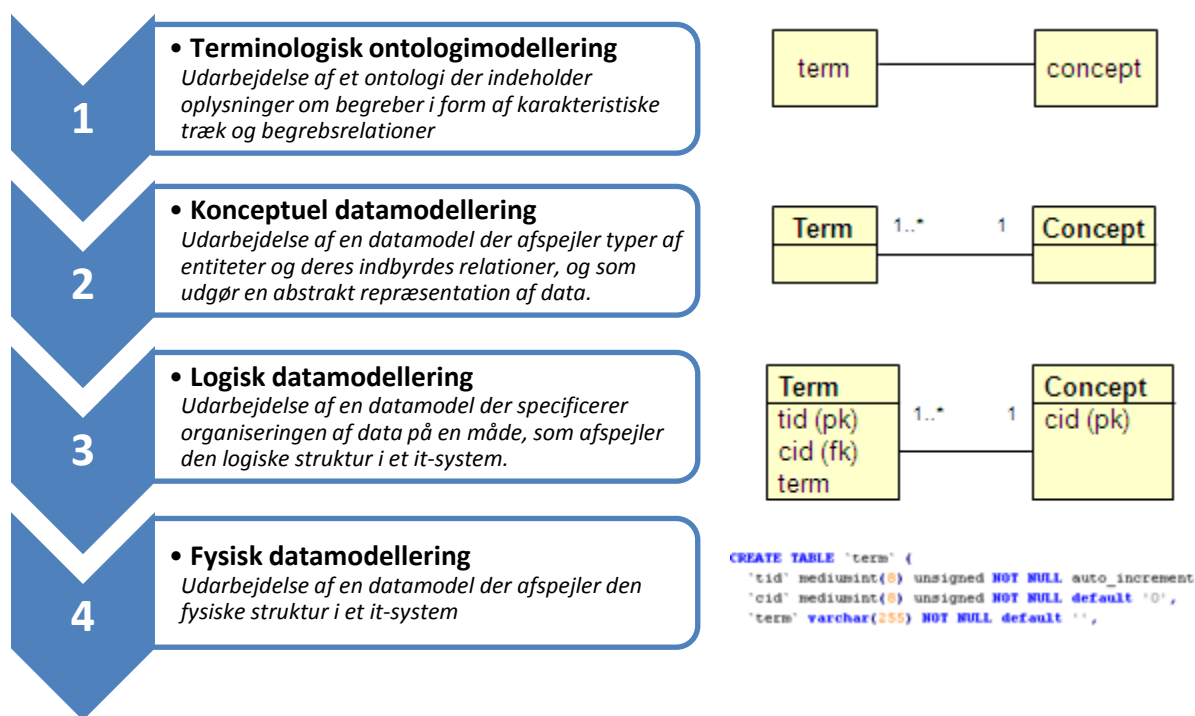 1
• Terminologisk ontologimodellering
Udarbejdelse af et ontologi der indeholder
oplysninger om begreber i form af karakteristiske
træk og begrebsrelationer
term
concept
2
• Konceptuel datamodellering
Udarbejdelse af en datamodel der afspejler typer af
entiteter og deres indbyrdes relationer, og som
udgør en abstrakt repræsentation af data.
Term
1..*
1
Concept
3
• Logisk datamodellering
Udarbejdelse af en datamodel der specificerer
organiseringen af data på en måde, som afspejler
den logiske struktur i et it-system.
Term
tid (pk)
cid (fk)
term
1..*
1
Concept
cid (pk)
4
• Fysisk datamodellering
Udarbejdelse af en datamodel der afspejler den
fysiske struktur i et it-system
CREATE TABLE `term` (
`tid` mediumint(8) unsigned NOT NULL auto_increment
`cid` mediumint(8) unsigned NOT NULL default '0',
`term` varchar(255) NOT NULL default '',